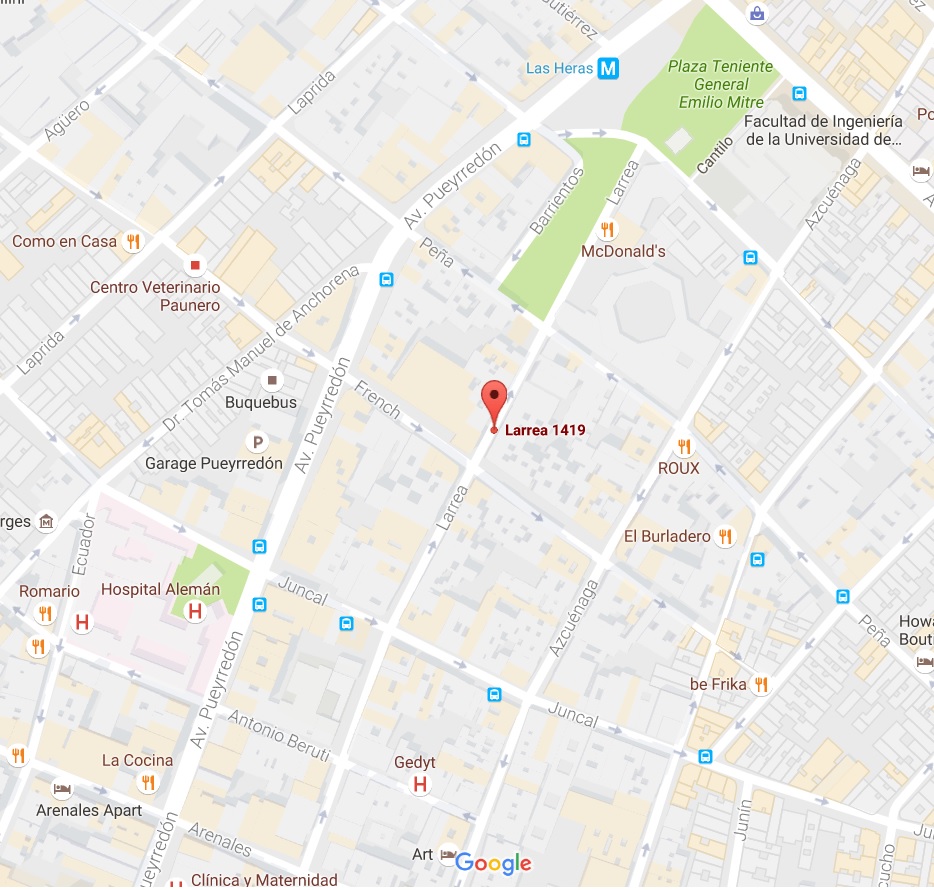 Gutiérrez
Las Heras M
Plaza Teniente
General
Emilio Mitre
Laprida
Agüero
Facultad de Ingeniería
de la Universidad de...
Cantilo
Av. Pueyrredón
Barrientos
Larrea
Azcuénaga
Como en Casa
Peña
McDonald's
Centro Veterinario
Paunero
Dr. Tomás Manuel de Anchorena
Laprida
Buquebus
French
Av. Pueyrredón
Larrea 1419
P
Garage Pueyrredón
ROUX
Larrea
rges
Ecuador
El Burladero
Romario
Hospital Alemán
H
H
Juncal
Azcuénaga
Peña
Howa
Bouti
Av. Pueyrredón
be Frika
Juncal
Antonio Beruti
La Cocina
Gedyt
H
Arenales Apart
Junín
Arenales
Pueyrredón
Art
Google
Clínica y Maternidad
H